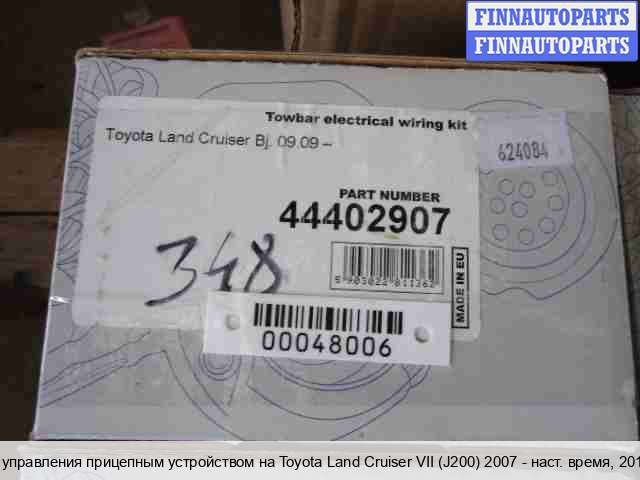 FINNAUTOPARTS
FINNAUTOPARTS
Towbar electrical wiring kit
Toyota Land Cruiser Bj. 09.09 –
624084
PART NUMBER
44402907
348
MADE IN EU
00048006
управления прицепным устройством на Toyota Land Cruiser VII (J200) 2007 - наст. время, 201